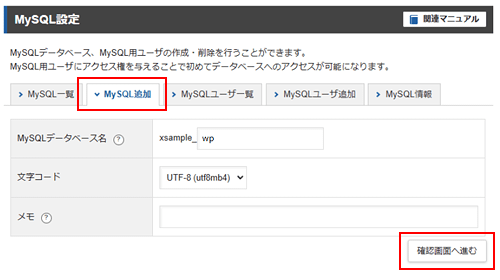 MySQL設定
関連マニュアル
MySQLデータベース、MySQL用ユーザの作成・削除を行うことができます。
MySQL用ユーザにアクセス権を与えることで初めてデータベースへのアクセスが可能になります。
MySQL一覧 MySQL追加 MySQLユーザ一覧 MySQLユーザ追加 MySQL情報
MySQLデータベース名 ? xsample_ wp
文字コード UTF-8 (utf8mb4)
メモ ?
確認画面へ進む